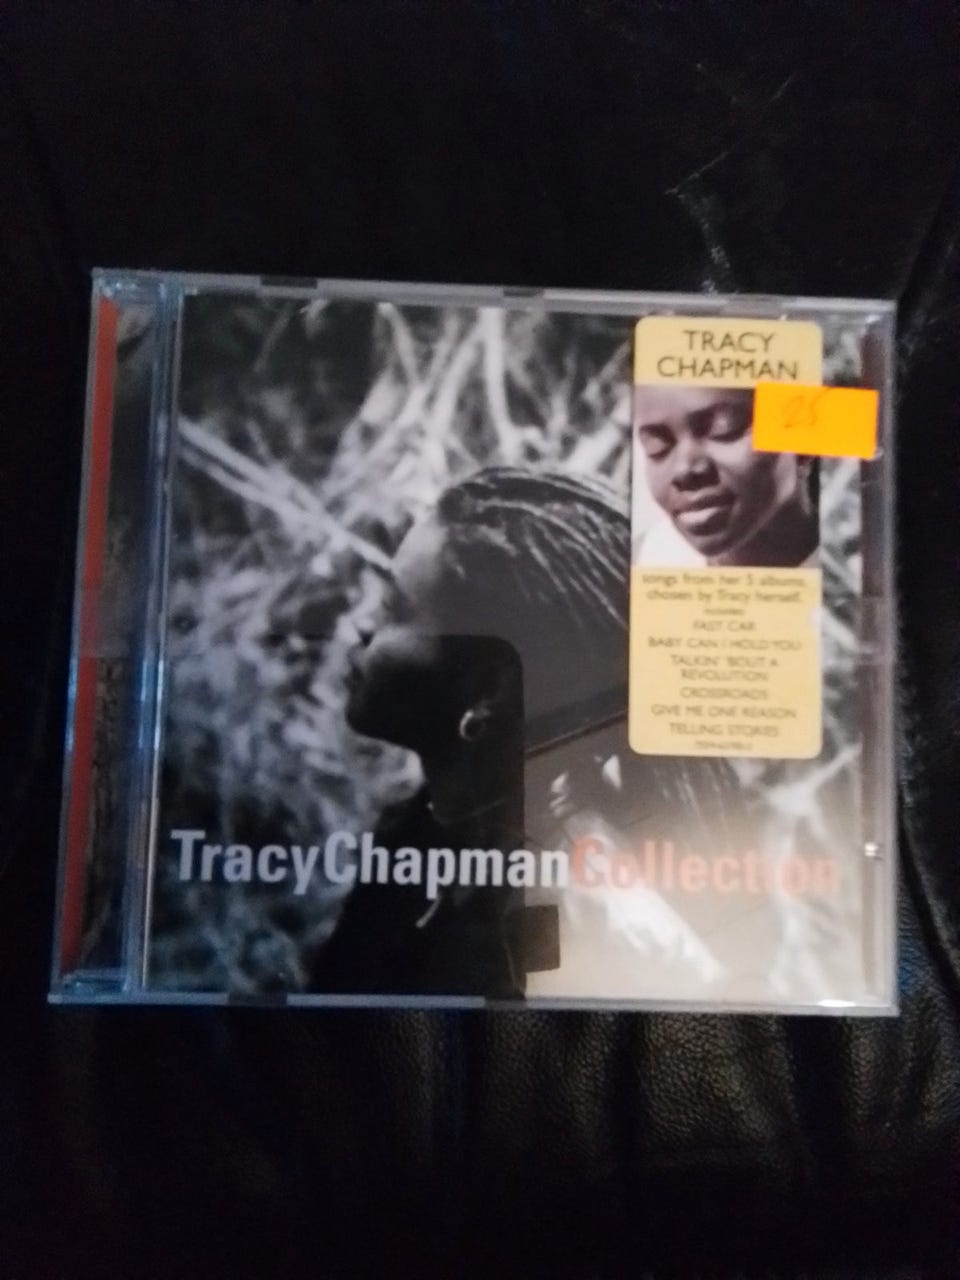 TRACY
CHAPMAN
25
songs from her 5 albums,
chosen by Tracy herself.
includes
FAST CAR
BABY CAN I HOLD YOU
TALKIN' 'BOUT A
REVOLUTION
CROSSROADS
GIVE ME ONE REASON
TELLING STORIES
TracyChapmanCollection